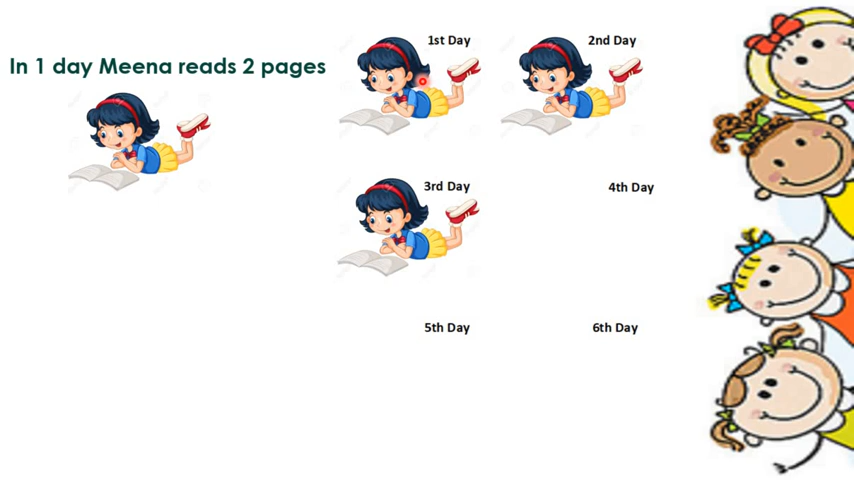 In 1 day Meena reads 2 pages
1st Day
2nd Day
3rd Day
4th Day
5th Day
6th Day